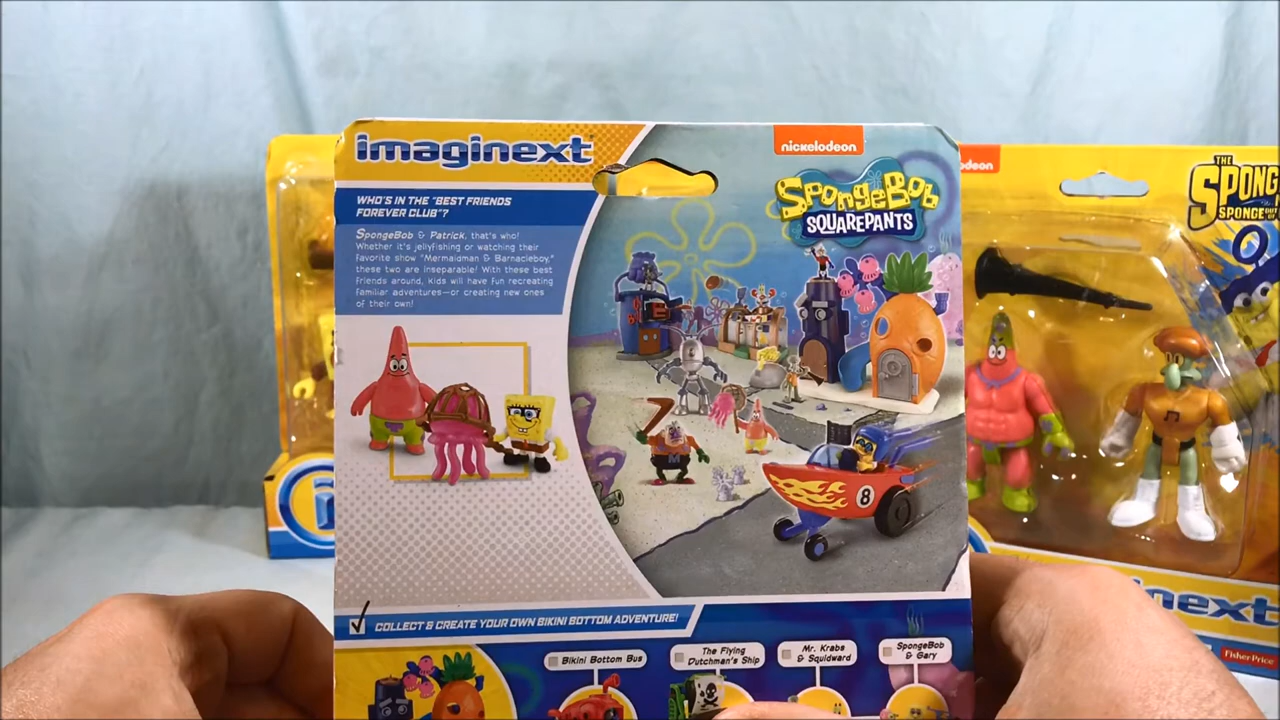 imaginext
nickelodeon
SpongeBob
SQUAREPANTS
WHO'S IN THE "BEST FRIENDS
FOREVER CLUB"?
SpongeBob & Patrick, that's who!
Whether it's jellyfishing or watching their
favorite show "Mermaidman & Barnacleboy,"
these two are inseparable! With these best
friends around, kids will have fun recreating
familiar adventures—or creating new ones
of their own!
8
M
COLLECT & CREATE YOUR OWN BIKINI BOTTOM ADVENTURE!
Bikini Bottom Bus
The Flying
Dutchman's Ship
Mr. Krabs
& Squidward
SpongeBob
& Gary
odeon
THE
SPONG
SPONGE OUT
next
Fisher-Price